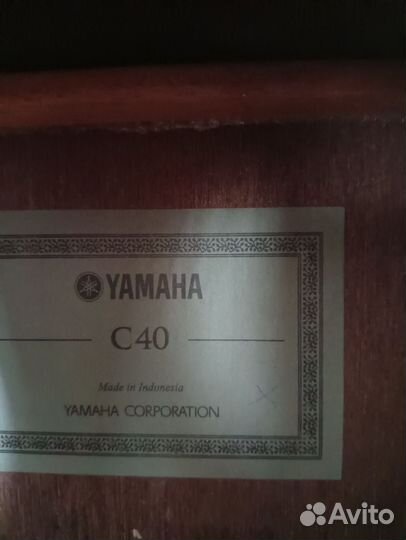 YAMAHA
C40
Made in Indonesia
YAMAHA CORPORATION
Avito